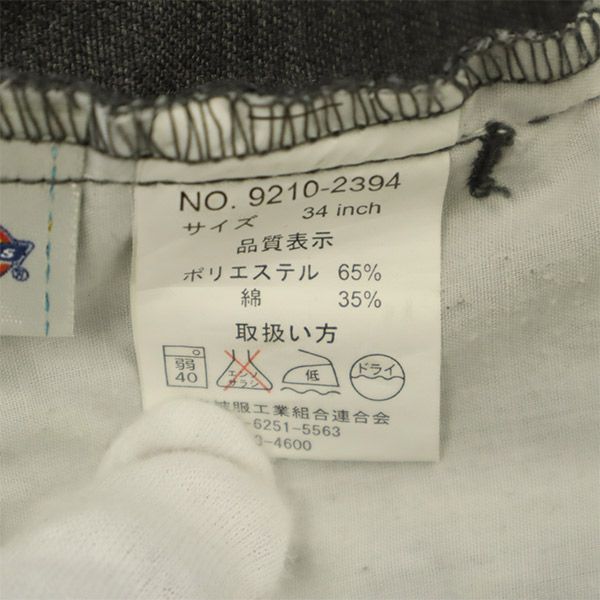 NO. 9210-2394
サイズ 34 inch
品質表示
ポリエステル 65%
綿 35%
取扱い方
弱 40
エンソ サラシ
低
ドライ
被服工業組合連合会
-6251-5563
3-4600
s